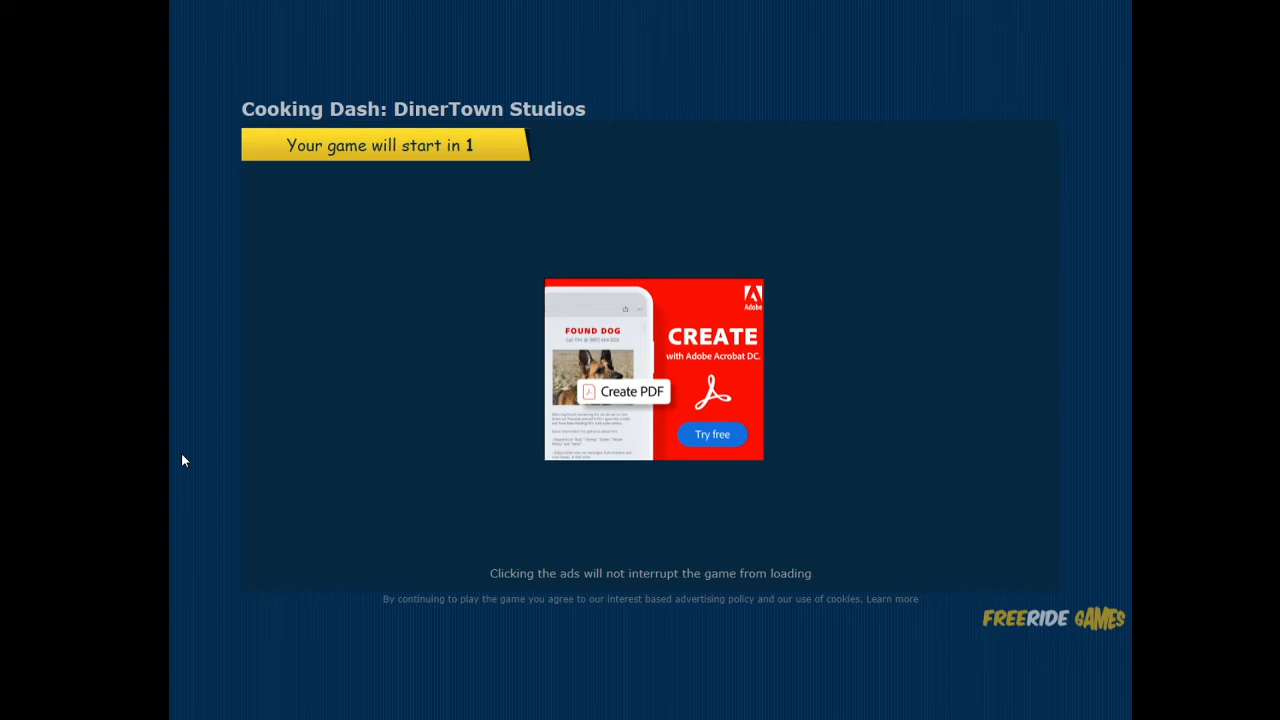 Cooking Dash: DinerTown Studios
Your game will start in 1
Adobe
FOUND DOG
CREATE
with Adobe Acrobat DC.
Create PDF
Try free
Clicking the ads will not interrupt the game from loading
By continuing to play the game you agree to our interest based advertising policy and our use of cookies. Learn more
FREERIDE GAMES